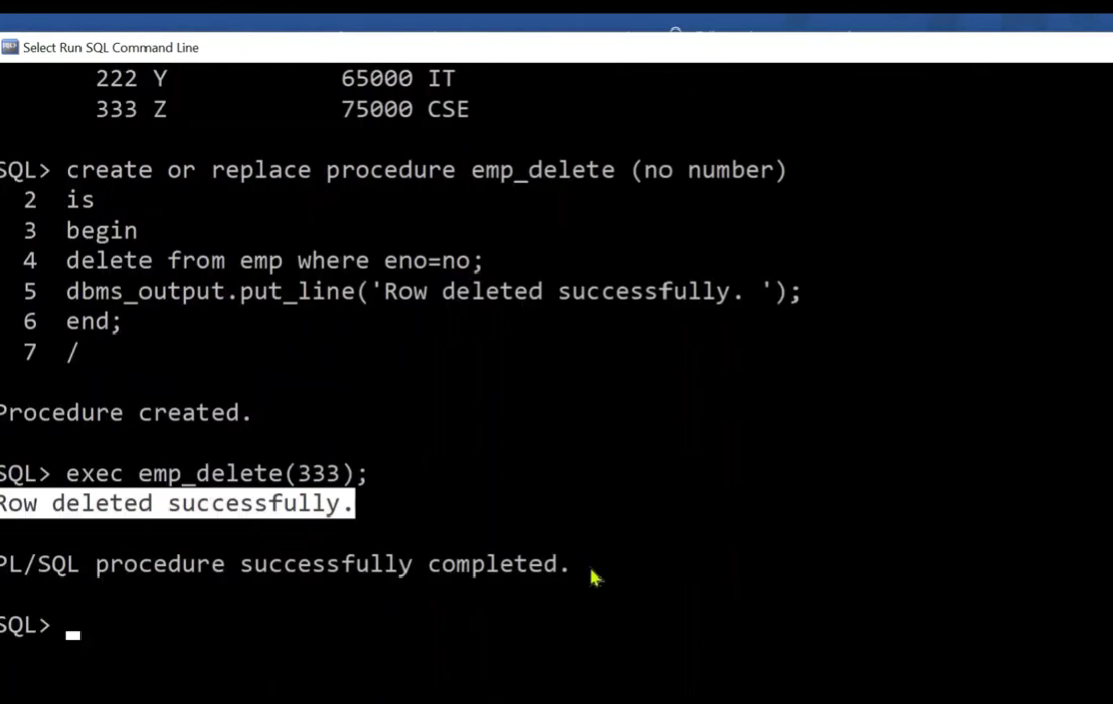 Select Run SQL Command Line
222 Y 65000 IT
333 Z 75000 CSE
SQL> create or replace procedure emp_delete (no number)
2 is
3 begin
4 delete from emp where eno=no;
5 dbms_output.put_line('Row deleted successfully. ');
6 end;
7 /
Procedure created.
SQL> exec emp_delete(333);
Row deleted successfully.
PL/SQL procedure successfully completed.
SQL>